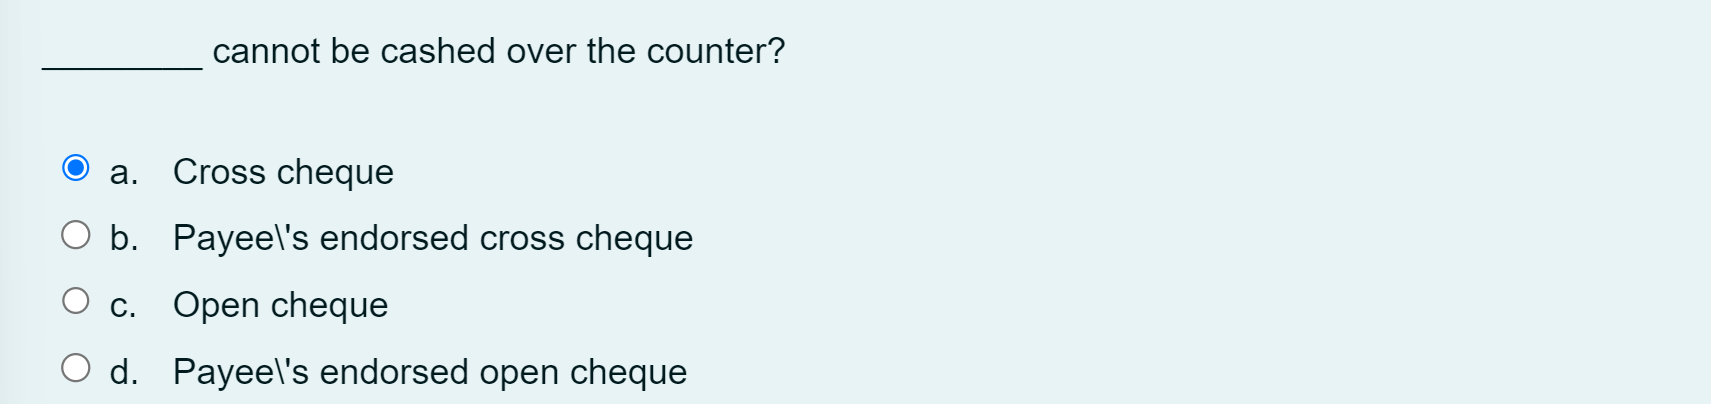 ________ cannot be cashed over the counter?
a. Cross cheque
b. Payee\'s endorsed cross cheque
c. Open cheque
d. Payee\'s endorsed open cheque